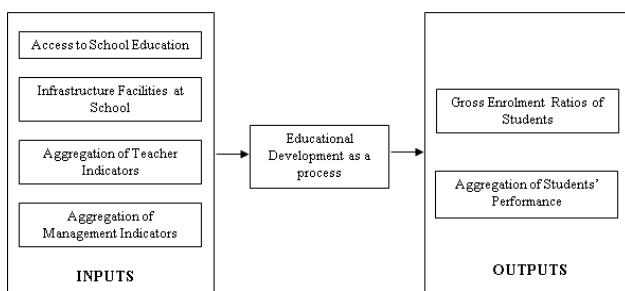 Access to School Education
Infrastructure Facilities at
School
Aggregation of Teacher
Indicators
Aggregation of
Management Indicators
INPUTS
Educational
Development as a
process
Gross Enrolment Ratios of
Students
Aggregation of Students'
Performance
OUTPUTS